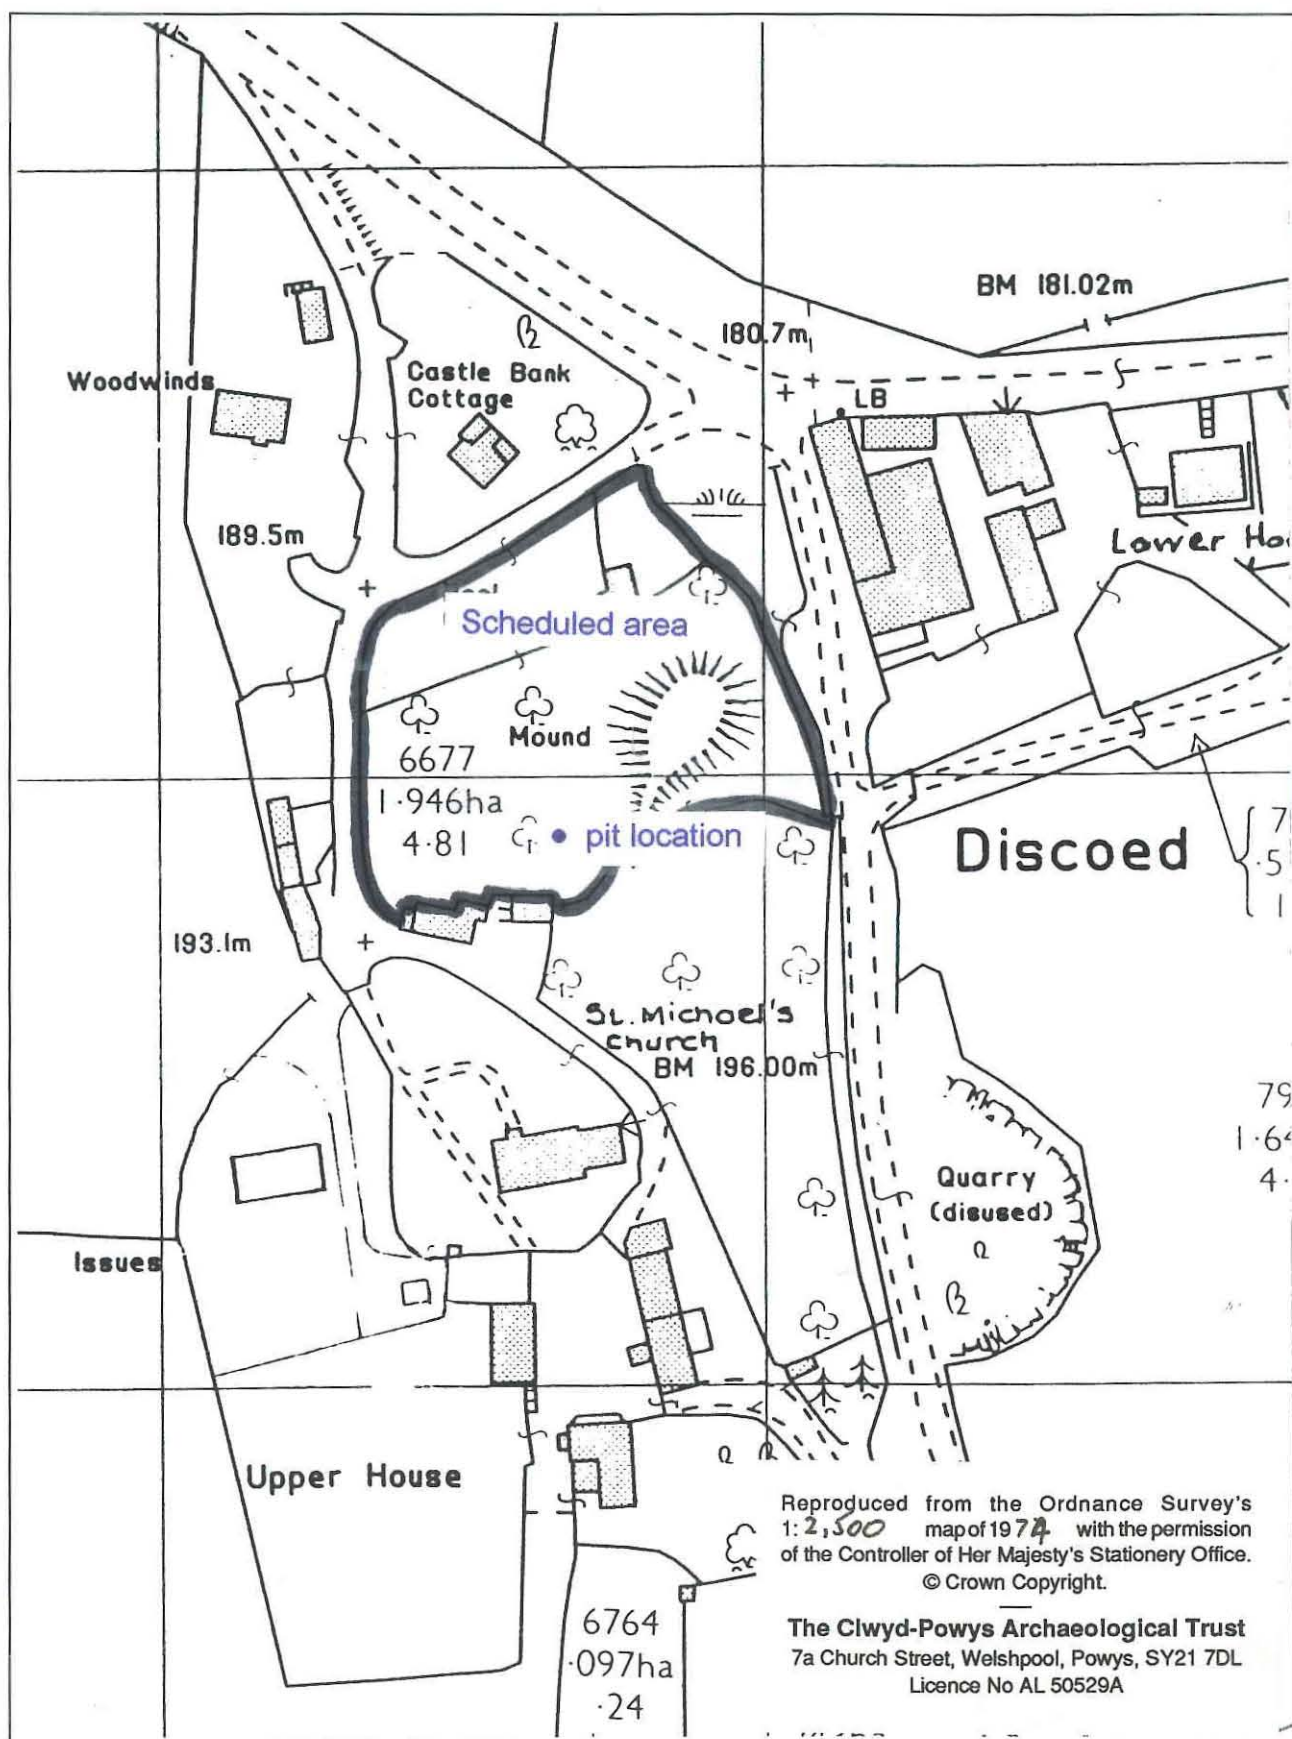 BM 181.02m
180.7m
Castle Bank
Cottage
Woodwinds
LB
189.5m
Lower
Scheduled area
Mound
6677
1·946ha
4·81
pit location
Discoed
7
·5
1
193.1m
St. Michael's
Church
BM 196.00m
79
1·64
4·
Quarry
(disused)
Issues
Upper House
Reproduced from the Ordnance Survey's
1: 2,500 map of 1974 with the permission
of the Controller of Her Majesty's Stationery Office.
© Crown Copyright.
The Clwyd-Powys Archaeological Trust
7a Church Street, Welshpool, Powys, SY21 7DL
Licence No AL 50529A
6764
·097ha
·24